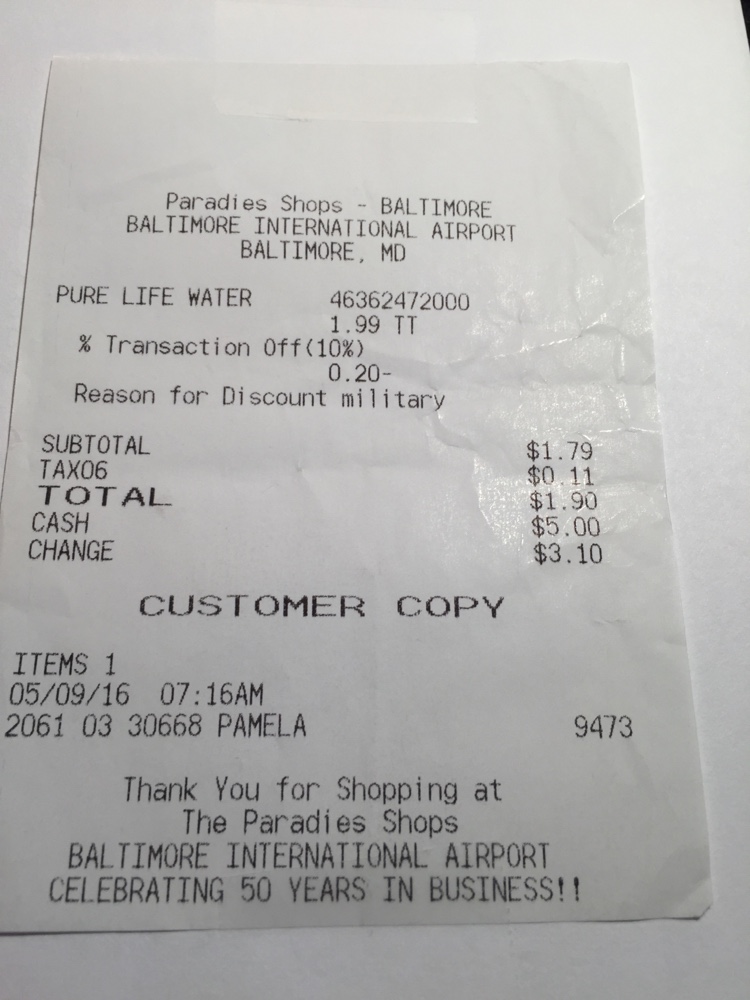 Paradies Shops - BALTIMORE
BALTIMORE INTERNATIONAL AIRPORT
BALTIMORE, MD
PURE LIFE WATER 46362472000
1.99 TT
% Transaction Off(10%)
0.20-
Reason for Discount military
SUBTOTAL $1.79
TAX06 $0.11
TOTAL $1.90
CASH $5.00
CHANGE $3.10
CUSTOMER COPY
ITEMS 1
05/09/16 07:16AM
2061 03 30668 PAMELA 9473
Thank You for Shopping at
The Paradies Shops
BALTIMORE INTERNATIONAL AIRPORT
CELEBRATING 50 YEARS IN BUSINESS!!